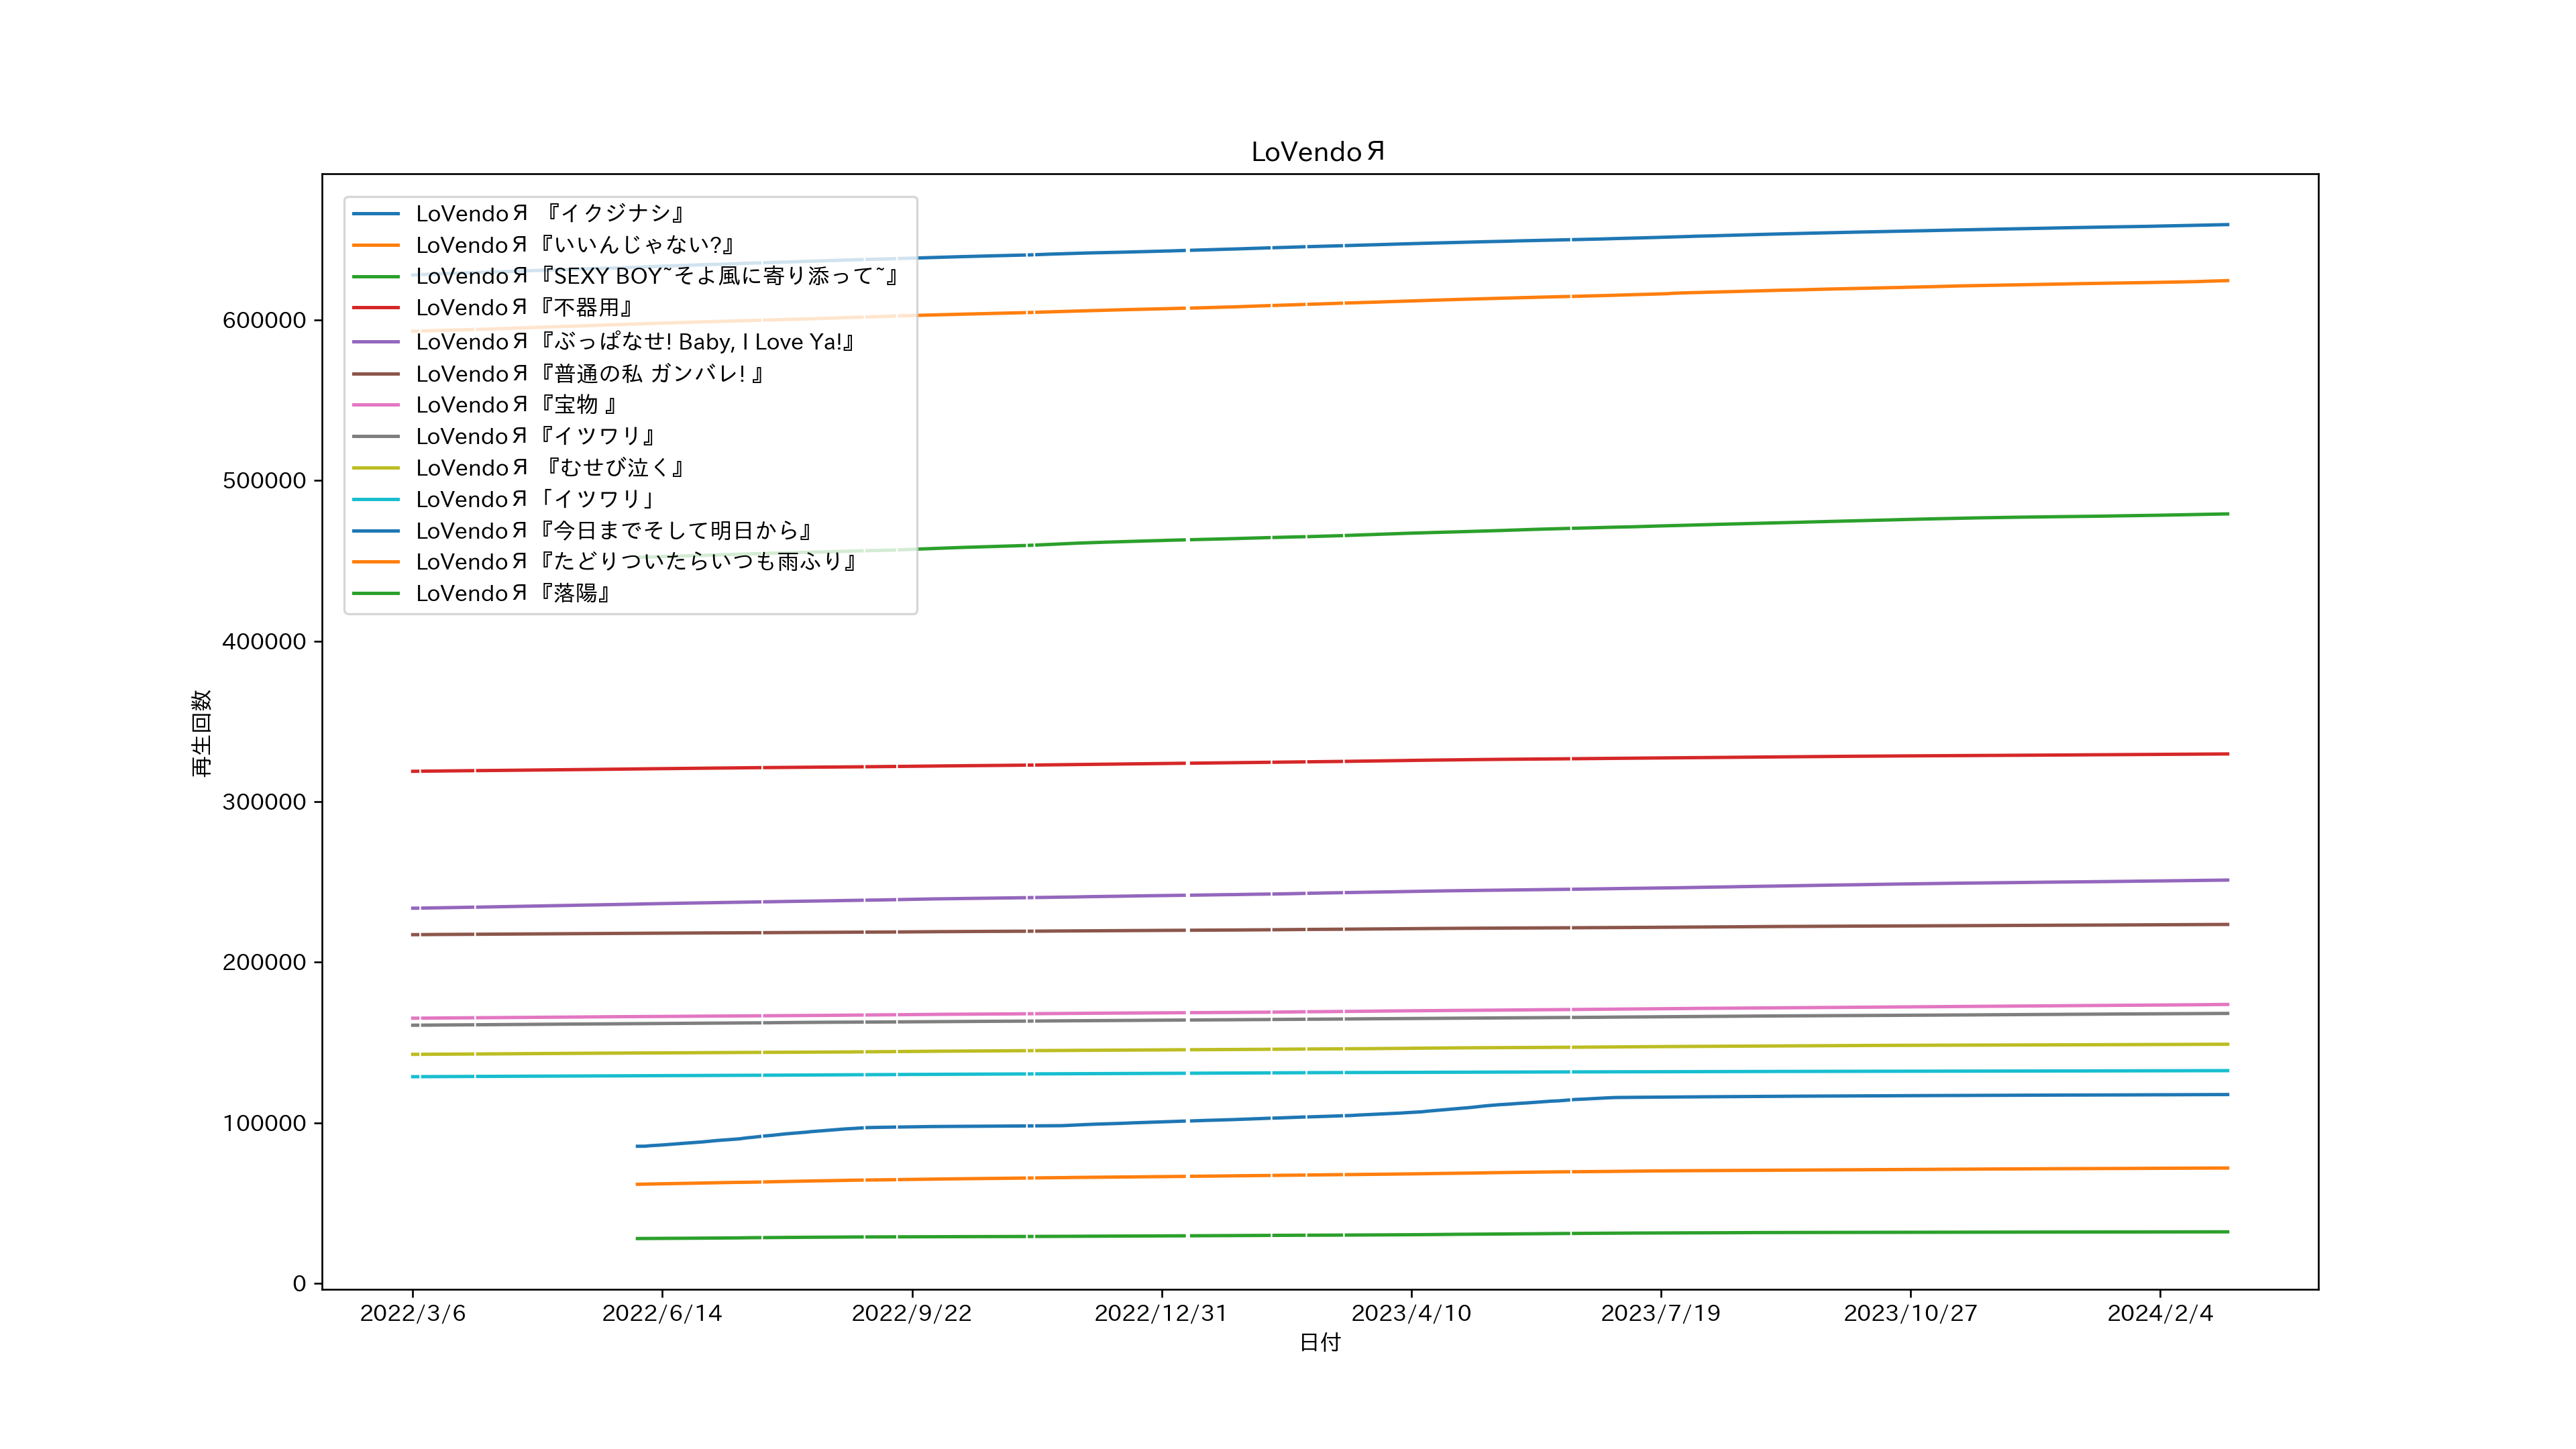 LoVendoЯ
LoVendoЯ 『イクジナシ』
LoVendoЯ『いいんじゃない?』
LoVendoЯ『SEXY BOY~そよ風に寄り添って~』
LoVendoЯ『不器用』
LoVendoЯ『ぶっぱなせ! Baby, I Love Ya!』
LoVendoЯ『普通の私 ガンバレ! 』
LoVendoЯ『宝物 』
LoVendoЯ『イツワリ』
LoVendoЯ 『むせび泣く』
LoVendoЯ「イツワリ」
LoVendoЯ『今日までそして明日から』
LoVendoЯ『たどりついたらいつも雨ふり』
LoVendoЯ『落陽』
再生回数
600000
500000
400000
300000
200000
100000
0
2022/3/6 2022/6/14 2022/9/22 2022/12/31 2023/4/10 2023/7/19 2023/10/27 2024/2/4
日付